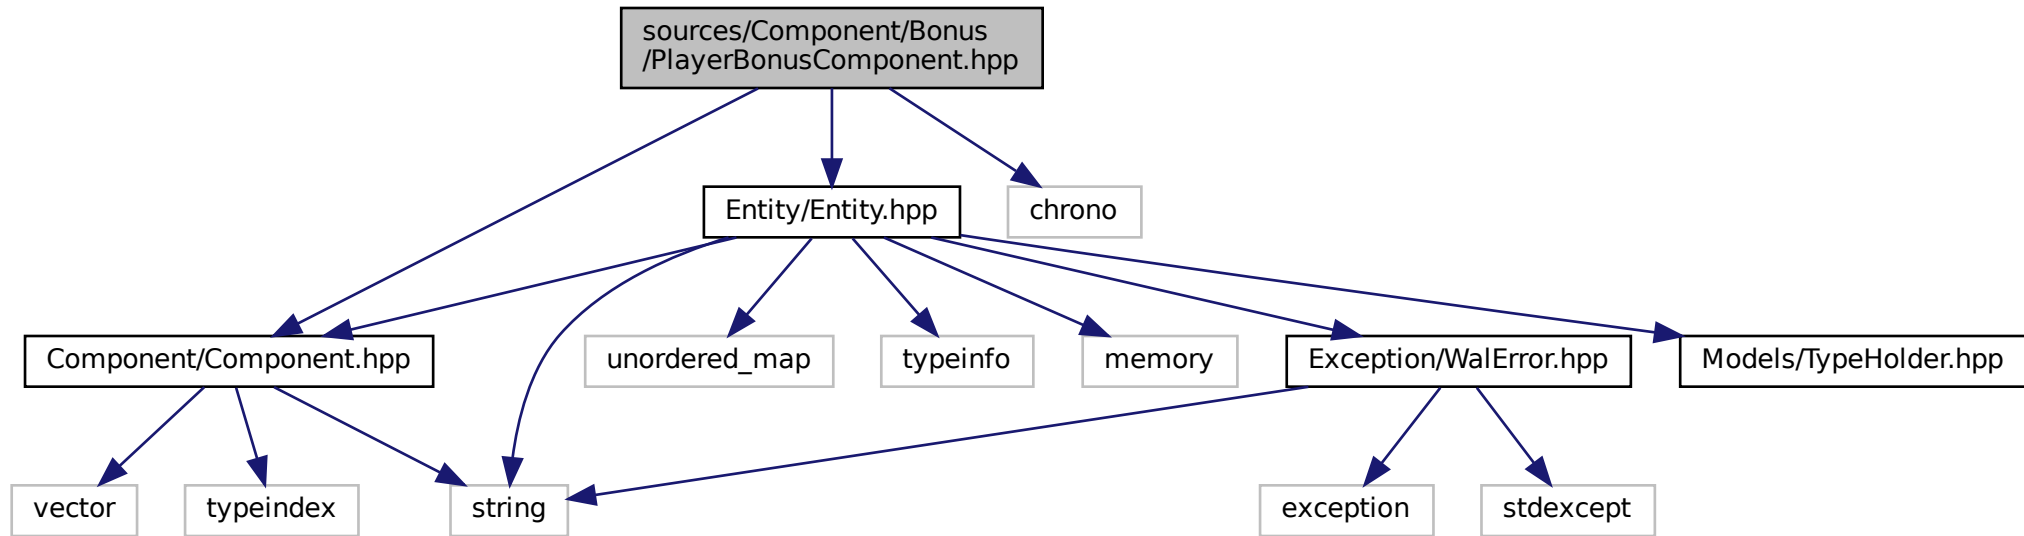 sources/Component/Bonus
/PlayerBonusComponent.hpp
Entity/Entity.hpp
chrono
Component/Component.hpp
unordered_map
typeinfo
memory
Exception/WalError.hpp
Models/TypeHolder.hpp
vector
typeindex
string
exception
stdexcept